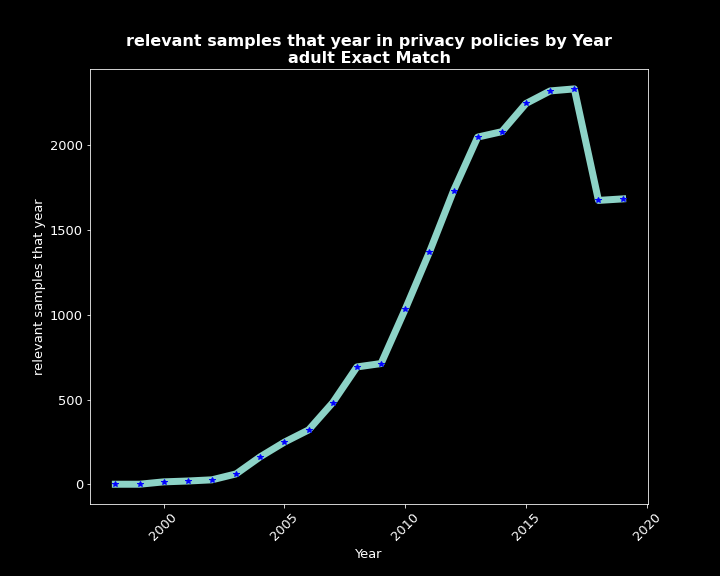 relevant samples that year in privacy policies by Year
adult Exact Match
relevant samples that year
2000
1500
1000
500
0
2000
2005
2010
2015
2020
Year